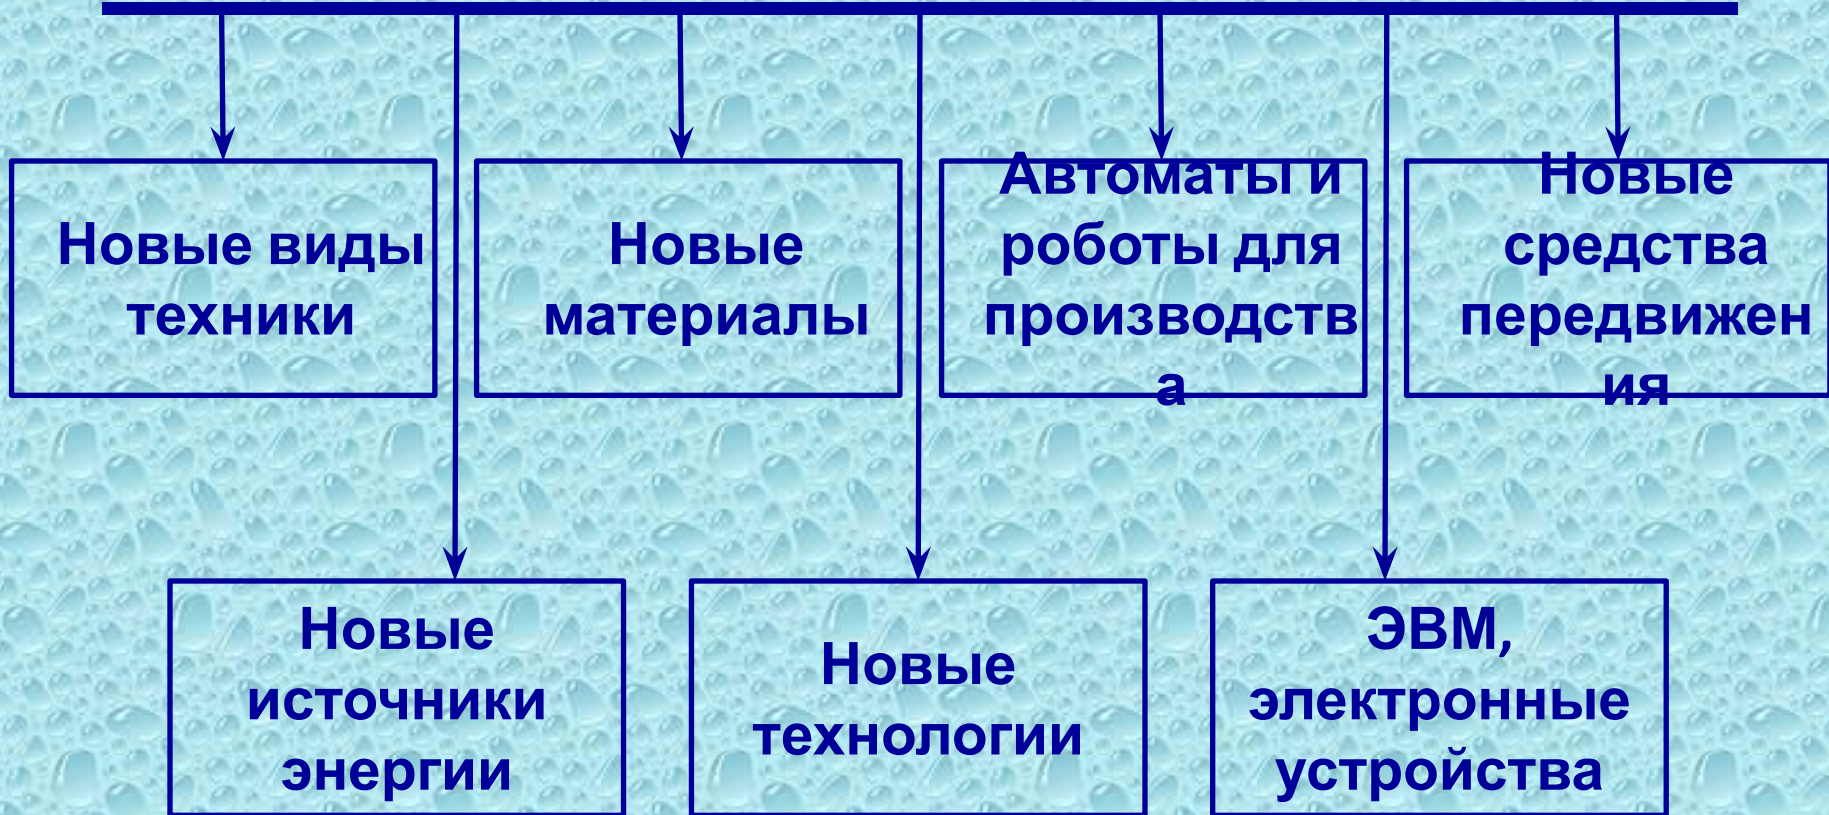 Новые виды
техники
Новые
материалы
Автоматы и
роботы для
производств
а
Новые
средства
передвижен
ия
Новые
источники
энергии
Новые
технологии
ЭВМ,
электронные
устройства